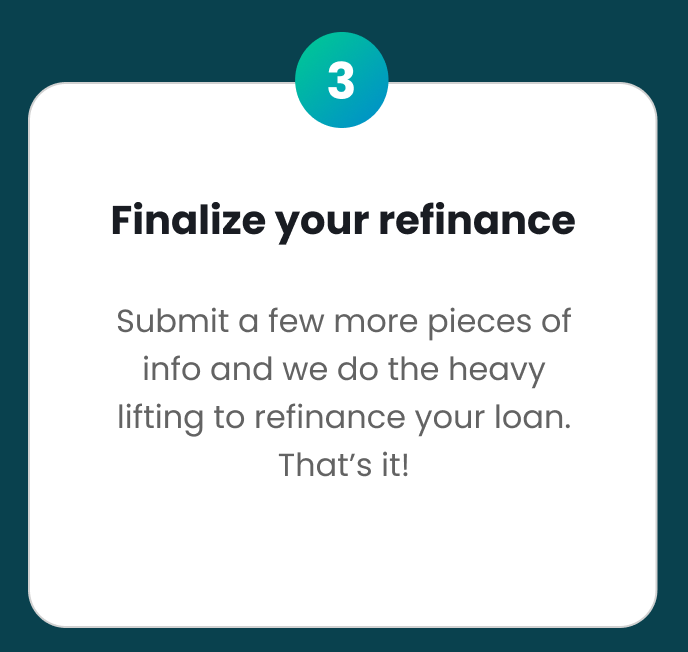 3
Finalize your refinance
Submit a few more pieces of
info and we do the heavy
lifting to refinance your loan.
That’s it!